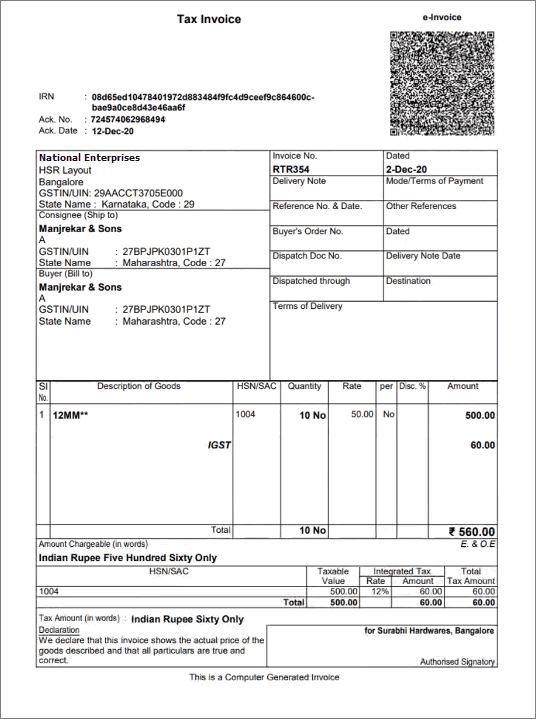 Tax Invoice
e-Invoice
IRN : 08d65ed10478401972d883484f9fc4d9ceef9c864600c-
bae9a0ce8d43e46aa6f
Ack. No. : 724574062968494
Ack. Date : 12-Dec-20
National Enterprises
HSR Layout
Bangalore
GSTIN/UIN: 29AACCT3705E000
State Name : Karnataka, Code : 29
Invoice No.
RTR354
Dated
2-Dec-20
Delivery Note
Mode/Terms of Payment
Reference No. & Date.
Other References
Consignee (Ship to)
Manjrekar & Sons
A
GSTIN/UIN : 27BPJPK0301P1ZT
State Name : Maharashtra, Code : 27
Buyer's Order No.
Dated
Dispatch Doc No.
Delivery Note Date
Dispatched through
Destination
Buyer (Bill to)
Manjrekar & Sons
A
GSTIN/UIN : 27BPJPK0301P1ZT
State Name : Maharashtra, Code : 27
Terms of Delivery
Sl No. Description of Goods HSN/SAC Quantity Rate per Disc. % Amount
1 12MM** 1004 10 No 50.00 No 500.00
IGST 60.00
Total 10 No ₹ 560.00
Amount Chargeable (in words) E. & O.E
Indian Rupee Five Hundred Sixty Only
HSN/SAC Taxable Value Integrated Tax Rate Amount Total Tax Amount
1004 500.00 12% 60.00 60.00
Total 500.00 60.00 60.00
Tax Amount (in words) : Indian Rupee Sixty Only
Declaration
We declare that this invoice shows the actual price of the
goods described and that all particulars are true and
correct.
for Surabhi Hardwares, Bangalore
Authorised Signatory
This is a Computer Generated Invoice